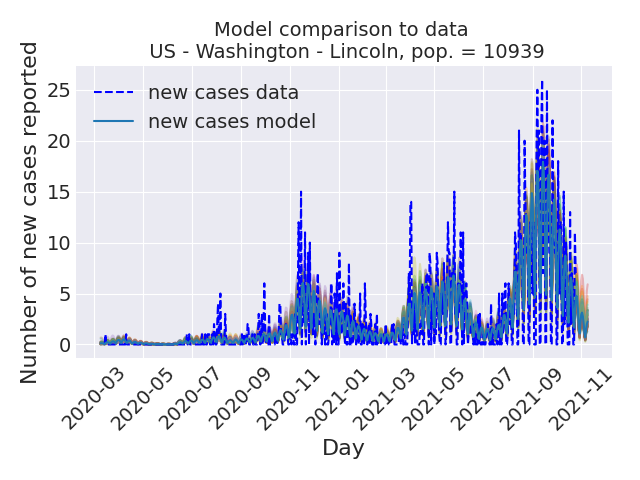 Model comparison to data
US - Washington - Lincoln, pop. = 10939
Number of new cases reported
25
20
15
10
5
0
new cases data
new cases model
2020-03
2020-05
2020-07
2020-09
2020-11
2021-01
2021-03
2021-05
2021-07
2021-09
2021-11
Day